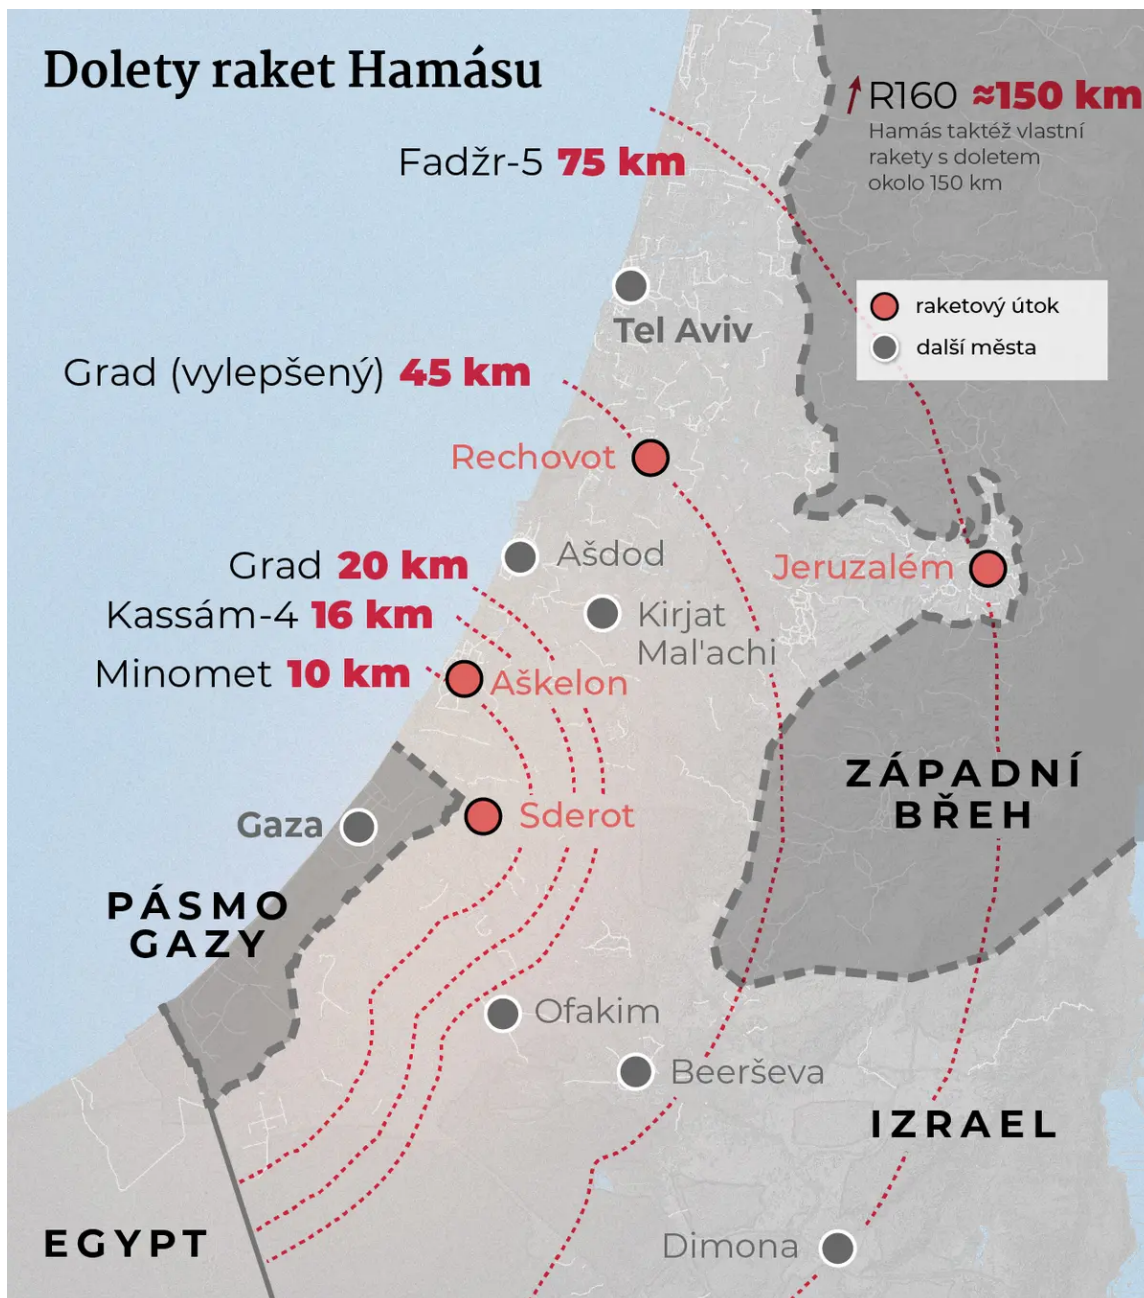 Dolety raket Hamásu
R160 ≈150 km
Hamás taktéž vlastní
rakety s doletem
okolo 150 km
Fadžr-5 75 km
raketový útok
další města
Tel Aviv
Grad (vylepšený) 45 km
Rechovot
Ašdod
Jeruzalém
Grad 20 km
Kassám-4 16 km
Kirjat
Mal'achi
Minomet 10 km
Aškelon
ZÁPADNÍ
BŘEH
Gaza
Sderot
PÁSMO
GAZY
Ofakim
Beerševa
IZRAEL
EGYPT
Dimona